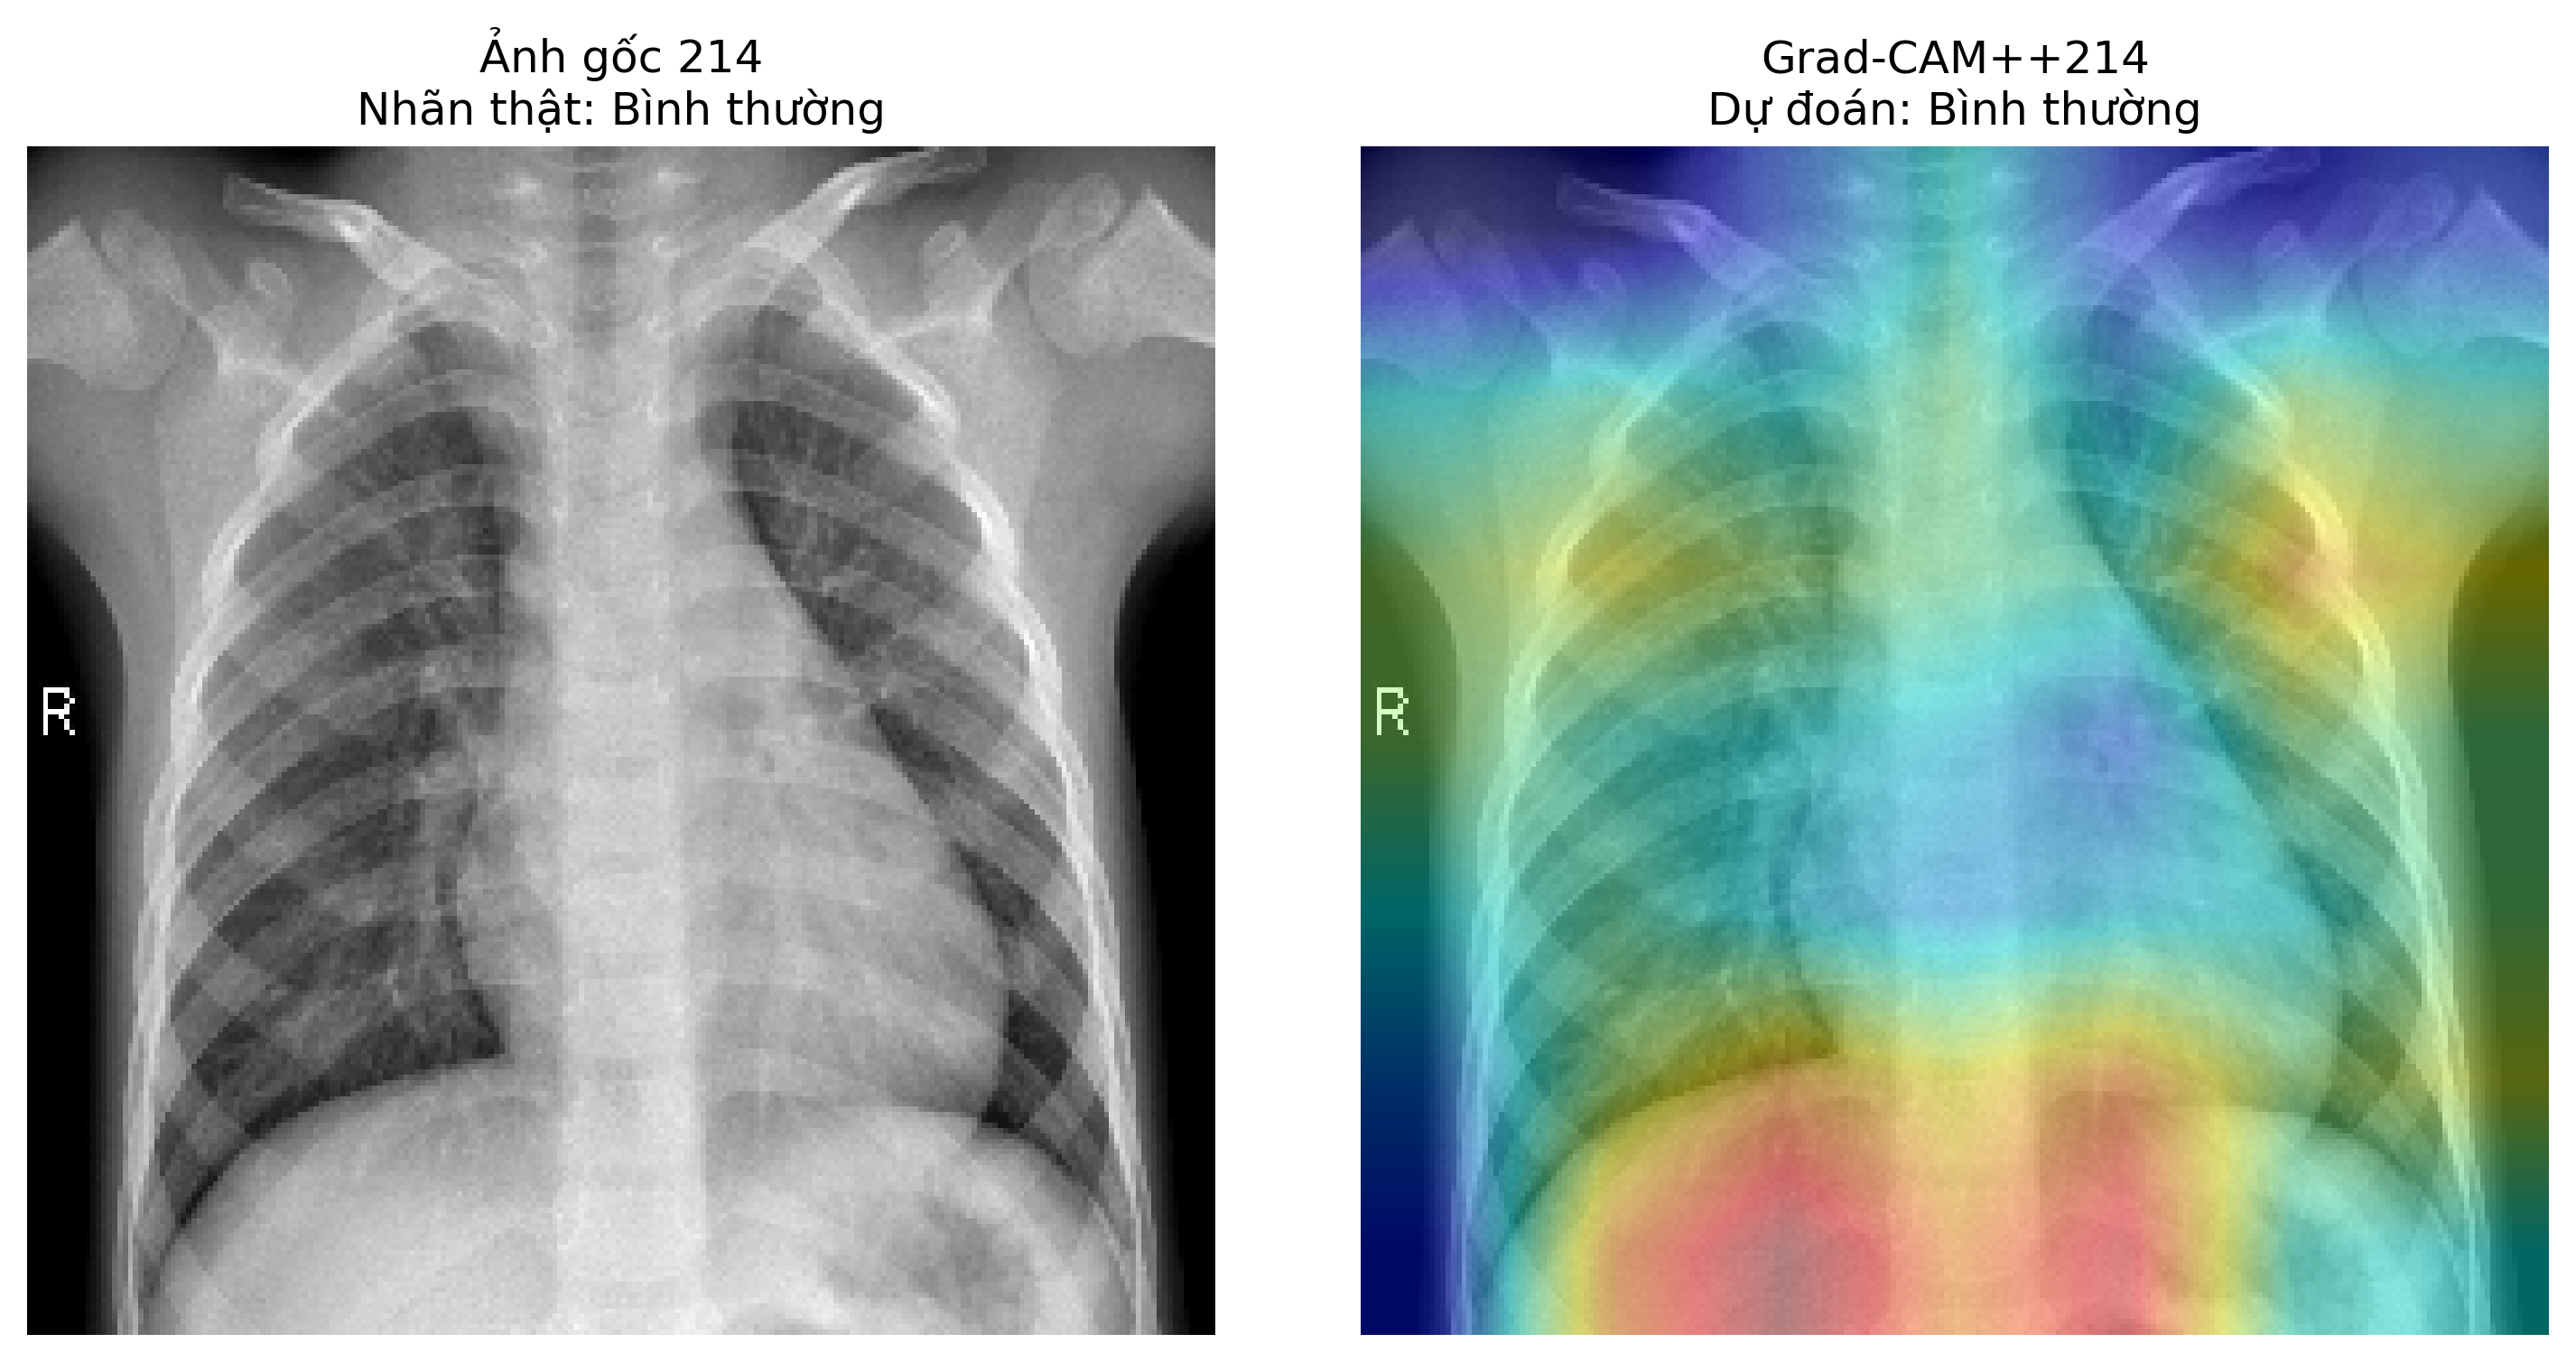 Ảnh gốc 214
Nhãn thật: Bình thường
Grad-CAM++214
Dự đoán: Bình thường
R
R